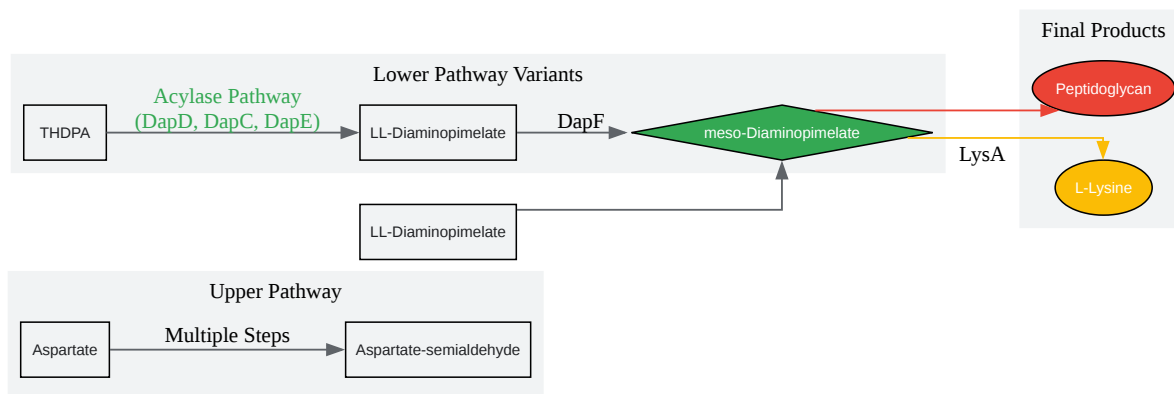 Final Products
Lower Pathway Variants
Peptidoglycan
Acylase Pathway
(DapD, DapC, DapE)
THDPA
LL-Diaminopimelate
DapF
meso-Diaminopimelate
LysA
L-Lysine
LL-Diaminopimelate
Upper Pathway
Aspartate
Multiple Steps
Aspartate-semialdehyde